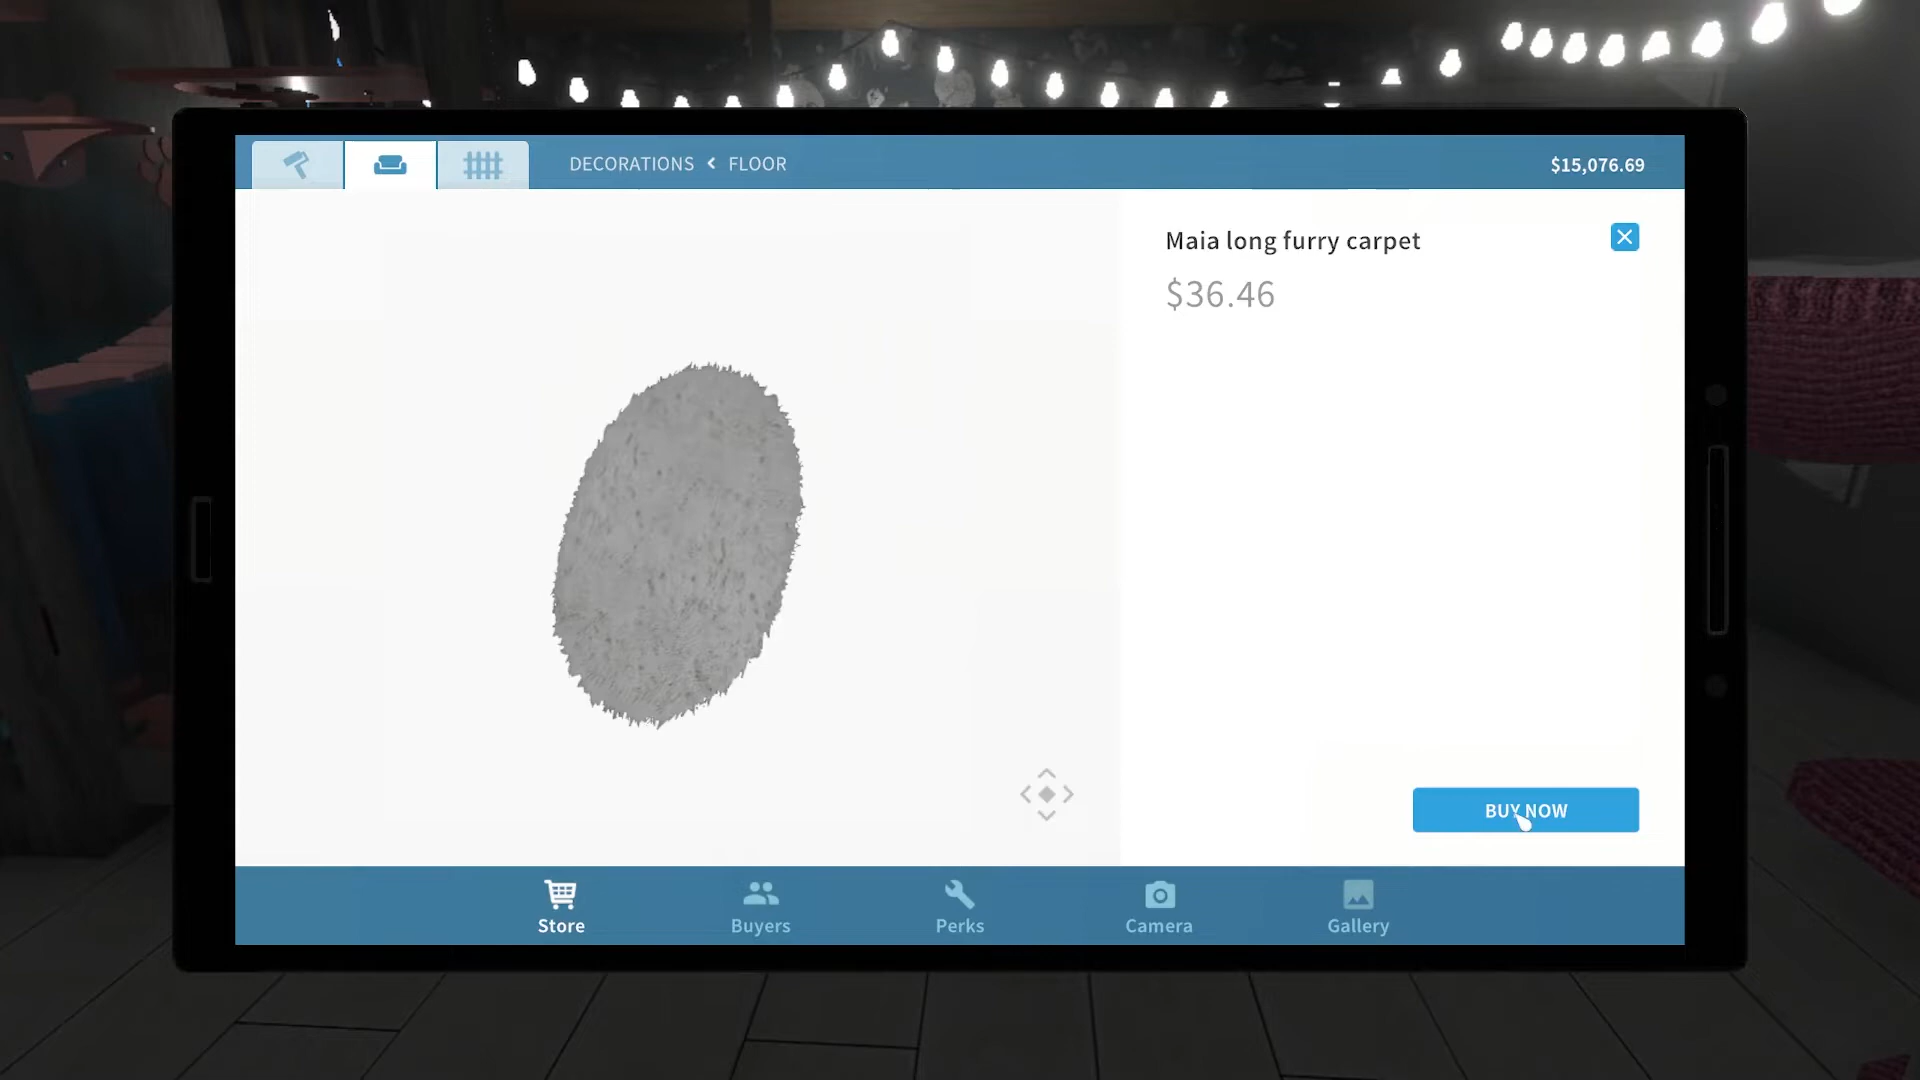 DECORATIONS < FLOOR
$15,076.69
Maia long furry carpet
$36.46
BUY NOW
Store
Buyers
Perks
Camera
Gallery